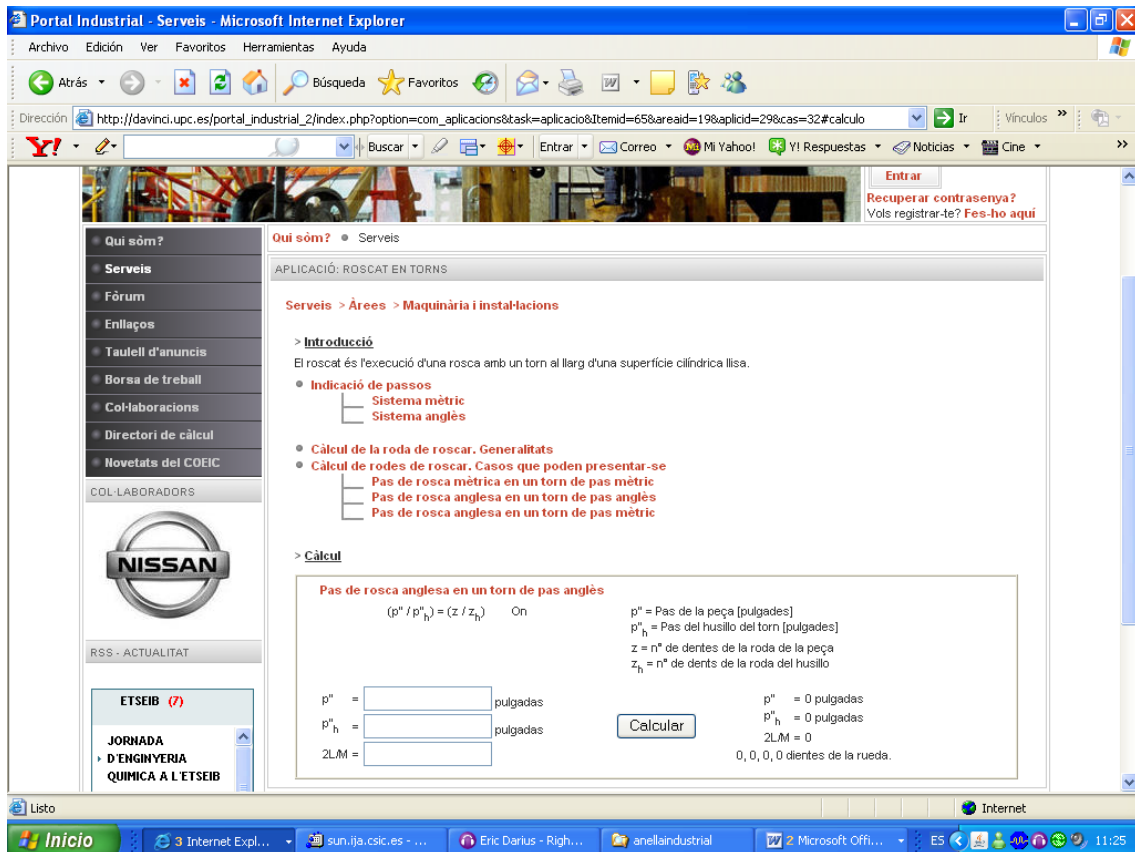 Portal Industrial - Serveis - Microsoft Internet Explorer
Archivo Edición Ver Favoritos Herramientas Ayuda
Atrás Búsqueda Favoritos
Dirección http://davinci.upc.es/portal_industrial_2/index.php?option=com_aplicacions&task=aplicacio&Itemid=65&areaid=19&aplicid=29&cas=32#calculo Ir Vínculos »
Y! Buscar Entrar Correo Mi Yahoo! Y! Respuestas Noticias Cine »
Entrar
Recuperar contrasenya?
Vols registrar-te? Fes-ho aquí
Qui sòm?
Serveis
Fòrum
Enllaços
Taulell d'anuncis
Borsa de treball
Col·laboracions
Directori de càlcul
Novetats del COEIC
COL·LABORADORS
NISSAN
RSS - ACTUALITAT
ETSEIB (7)
JORNADA
D'ENGINYERIA
QUIMICA A L'ETSEIB
Qui sòm? Serveis
APLICACIÓ: ROSCAT EN TORNS
Serveis > Àrees > Maquinària i instal·lacions
> Introducció
El roscat és l'execució d'una rosca amb un torn al llarg d'una superfície cilíndrica llisa.
Indicació de passos
Sistema mètric
Sistema anglès
Càlcul de la roda de roscar. Generalitats
Càlcul de rodes de roscar. Casos que poden presentar-se
Pas de rosca mètrica en un torn de pas mètric
Pas de rosca anglesa en un torn de pas anglès
Pas de rosca anglesa en un torn de pas mètric
> Càlcul
Pas de rosca anglesa en un torn de pas anglès
(p" / p"h) = (z / zh) On
p" = Pas de la peça [pulgades]
p"h = Pas del husillo del torn [pulgades]
z = nº de dentes de la roda de la peça
zh = nº de dents de la roda del husillo
p" = pulgadas
p"h = pulgadas
2L/M =
Calcular
p" = 0 pulgadas
p"h = 0 pulgadas
2L/M = 0
0, 0, 0, 0 dientes de la rueda.
Listo Internet
Inicio 3 Internet Expl... sun.ija.csic.es - ... Eric Darius - Righ... anellaindustrial 2 Microsoft Offi... ES 11:25